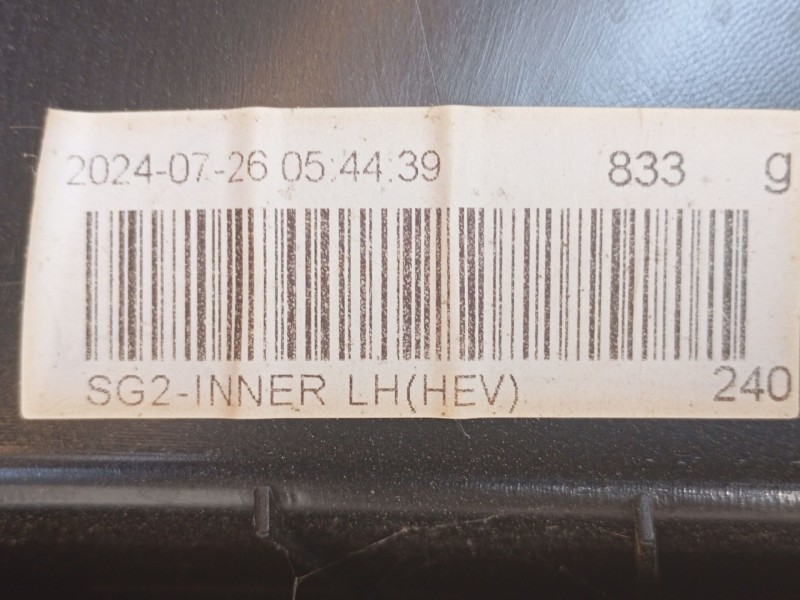 2024-07-26 05:44:39 833 g
SG2-INNER LH(HEV) 240